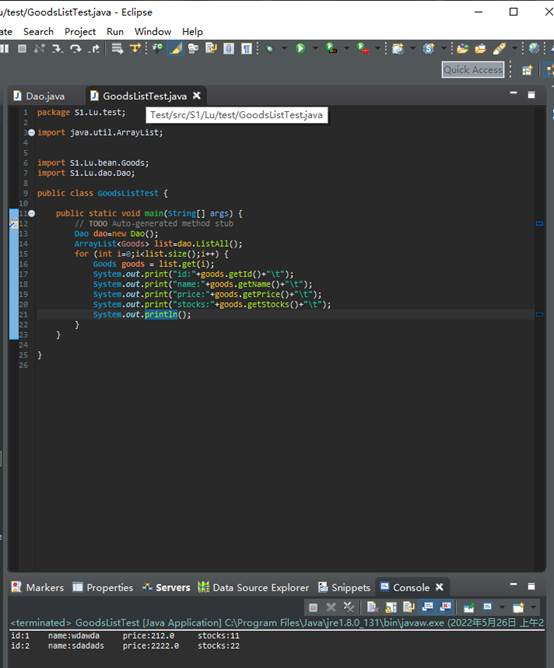 u/test/GoodsListTest.java - Eclipse
ate Search Project Run Window Help
Quick Access
Dao.java GoodsListTest.java
Test/src/S1/Lu/test/GoodsListTest.java
1 package S1.Lu.test;
2
3 import java.util.ArrayList;
5
6 import S1.Lu.bean.Goods;
7 import S1.Lu.dao.Dao;
8
9 public class GoodsListTest {
10
11 public static void main(String[] args) {
12 // TODO Auto-generated method stub
13 Dao dao=new Dao();
14 ArrayList<Goods> list=dao.ListAll();
15 for (int i=0;i<list.size();i++) {
16 Goods goods = list.get(i);
17 System.out.print("id:"+goods.getId()+"\t");
18 System.out.print("name:"+goods.getName()+"\t");
19 System.out.print("price:"+goods.getPrice()+"\t");
20 System.out.print("stocks:"+goods.getStocks()+"\t");
21 System.out.println();
22 }
23 }
24
25 }
26
Markers Properties Servers Data Source Explorer Snippets Console
<terminated> GoodsListTest [Java Application] C:\Program Files\Java\jre1.8.0_131\bin\javaw.exe (2022年5月26日 上午2
id:1 name:wdawda price:212.0 stocks:11
id:2 name:sdadads price:2222.0 stocks:22